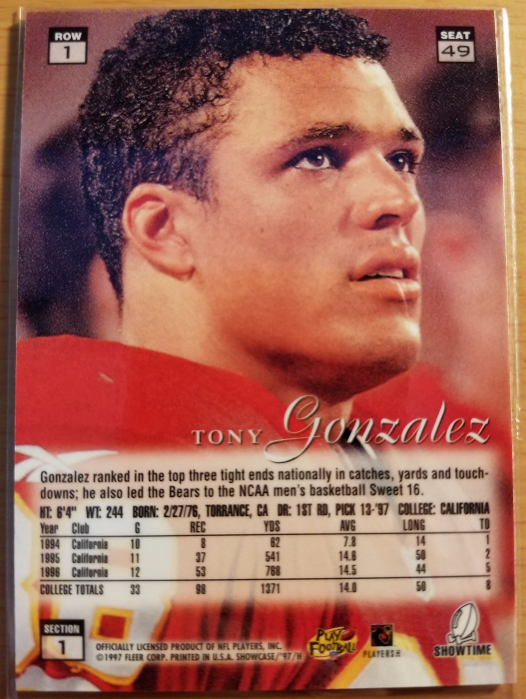 ROW
1
SEAT
49
TONY Gonzalez
Gonzalez ranked in the top three tight ends nationally in catches, yards and touch-
downs; he also led the Bears to the NCAA men's basketball Sweet 16.
HT: 6'4" WT: 244 BORN: 2/27/76, TORRANCE, CA DR: 1ST RD, PICK 13-'97 COLLEGE: CALIFORNIA
Year Club G REC YDS AVG LONG TD
1994 California 10 8 62 7.8 14 1
1995 California 11 37 541 14.6 50 2
1996 California 12 53 768 14.5 44 5
COLLEGE TOTALS 33 98 1371 14.0 50 8
SECTION
1
OFFICIALLY LICENSED PRODUCT OF NFL PLAYERS, INC.
©1997 FLEER CORP. PRINTED IN U.S.A. SHOWCASE/'97/H
PLAY
FOOTBALL
PLAYERS
SHOWTIME